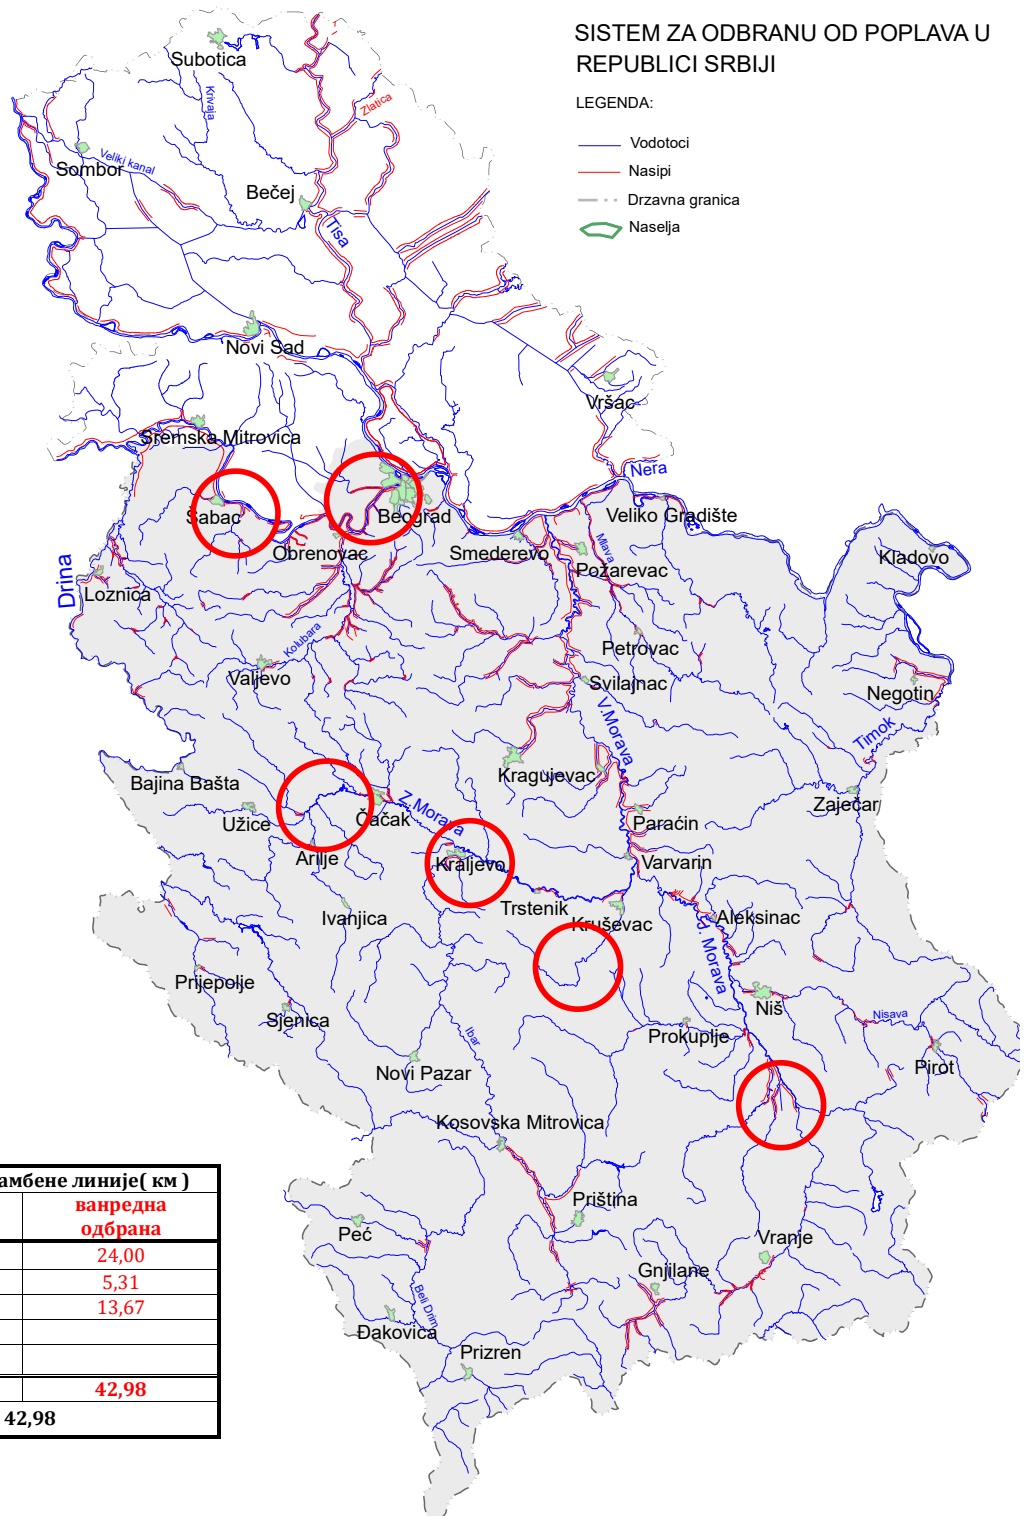 SISTEM ZA ODBRANU OD POPLAVA U
REPUBLICI SRBIJI
LEGENDA:
Vodotoci
Nasipi
Drzavna granica
Naselja
Subotica
Krivaja
Zlatica
Sombor
Veliki kanal
Bečej
Tisa
Novi Sad
Vršac
Sremska Mitrovica
Nera
Šabac
Beograd
Veliko Gradište
Obrenovac
Smederevo
Mlava
Kladovo
Drina
Požarevac
Loznica
Kolubara
Petrovac
Valjevo
Svilajnac
Negotin
V.Morava
Timok
Kragujevac
Bajina Bašta
Z.Morava
Zaječar
Užice
Čačak
Paraćin
Arilje
Kraljevo
Varvarin
Ivanjica
Trstenik
Kruševac
Aleksinac
J. Morava
Prijepolje
Niš
Sjenica
Ibar
Prokuplje
Nisava
Novi Pazar
Pirot
Kosovska Mitrovica
Priština
Peć
Vranje
Gnjilane
Beli Drim
Đakovica
Prizren
амбене линије( км )
ванредна
одбрана
24,00
5,31
13,67
42,98
42,98